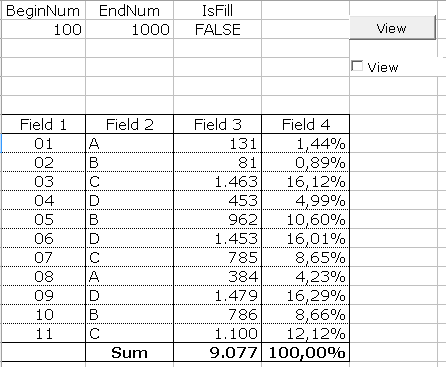 BeginNum EndNum IsFill
100 1000 FALSE View
View
Field 1 Field 2 Field 3 Field 4
01 A 131 1,44%
02 B 81 0,89%
03 C 1.463 16,12%
04 D 453 4,99%
05 B 962 10,60%
06 D 1.453 16,01%
07 C 785 8,65%
08 A 384 4,23%
09 D 1.479 16,29%
10 B 786 8,66%
11 C 1.100 12,12%
Sum 9.077 100,00%